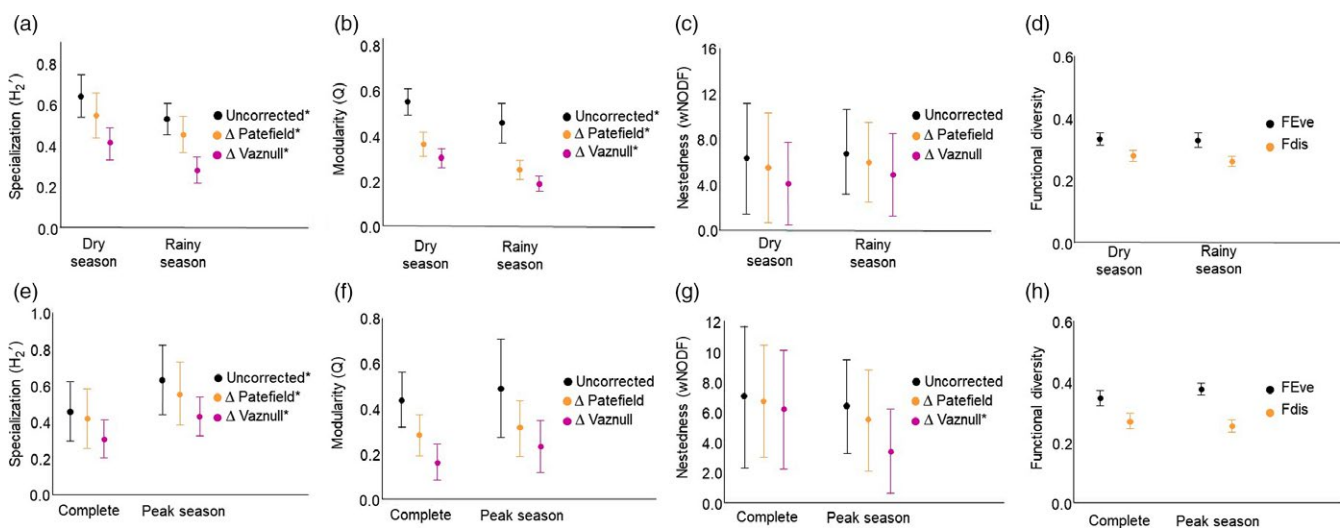 (a)
Specialization (H₂′)
0.8
0.6
0.4
0.2
0.0
Uncorrected*
Δ Patefield*
Δ Vaznull*
Dry
season
Rainy
season
(b)
Modularity (Q)
0.8
0.6
0.4
0.2
0.0
Uncorrected*
Δ Patefield*
Δ Vaznull*
Dry
season
Rainy
season
(c)
Nestedness (wNODF)
16
12
8.0
4.0
0.0
Uncorrected
Δ Patefield
Δ Vaznull
Dry
season
Rainy
season
(d)
Functional diversity
0.6
0.4
0.2
0.0
FEve
Fdis
Dry
season
Rainy
season
(e)
Specialization (H₂′)
1.0
0.8
0.6
0.4
0.2
0.0
Uncorrected*
Δ Patefield*
Δ Vaznull*
Complete
Peak season
(f)
Modularity (Q)
0.8
0.6
0.4
0.2
0.0
Uncorrected
Δ Patefield
Δ Vaznull
Complete
Peak season
(g)
Nestedness (wNODF)
12
10
8.0
6.0
4.0
2.0
0.0
Uncorrected
Δ Patefield
Δ Vaznull*
Complete
Peak season
(h)
Functional diversity
0.6
0.4
0.2
0.0
FEve
Fdis
Complete
Peak season